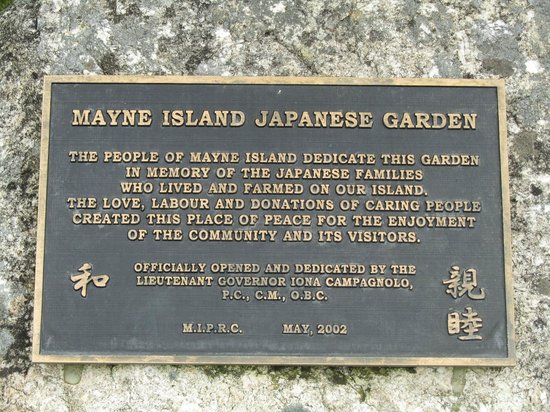 MAYNE ISLAND JAPANESE GARDEN
THE PEOPLE OF MAYNE ISLAND DEDICATE THIS GARDEN
IN MEMORY OF THE JAPANESE FAMILIES
WHO LIVED AND FARMED ON OUR ISLAND.
THE LOVE, LABOUR AND DONATIONS OF CARING PEOPLE
CREATED THIS PLACE OF PEACE FOR THE ENJOYMENT
OF THE COMMUNITY AND ITS VISITORS.
和
OFFICIALLY OPENED AND DEDICATED BY THE
LIEUTENANT GOVERNOR IONA CAMPAGNOLO,
P.C., C.M., O.B.C.
親睦
M.I.P.R.C. MAY, 2002